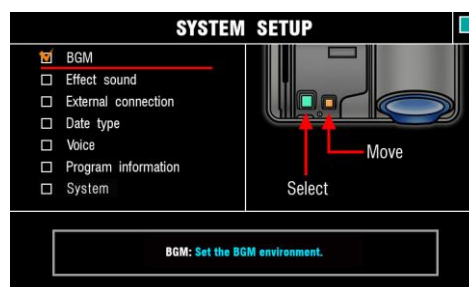 SYSTEM SETUP
BGM
Effect sound
External connection
Date type
Voice
Program information
System
Move
Select
BGM: Set the BGM environment.